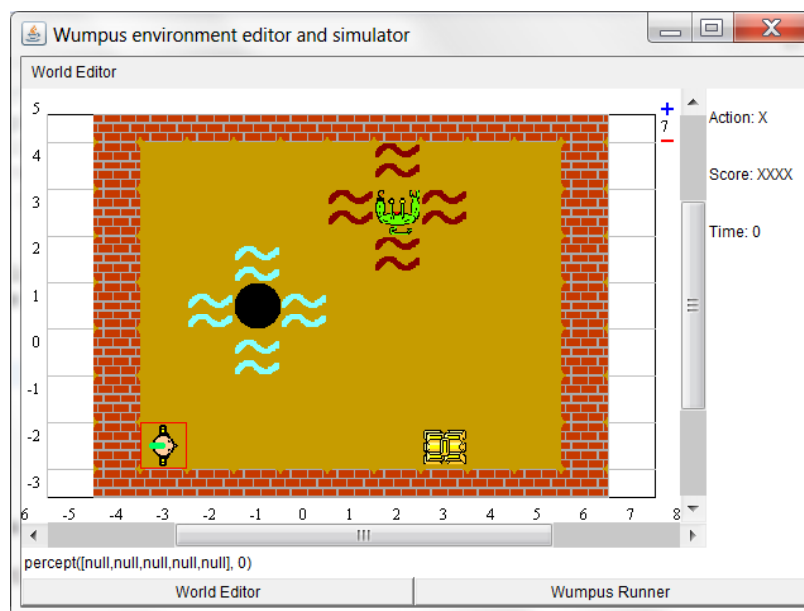 Wumpus environment editor and simulator
World Editor
5
4
3
2
1
0
-1
-2
-3
+
7
−
Action: X
Score: XXXX
Time: 0
6 -5 -4 -3 -2 -1 0 1 2 3 4 5 6 7 8
percept([null,null,null,null,null], 0)
World Editor Wumpus Runner